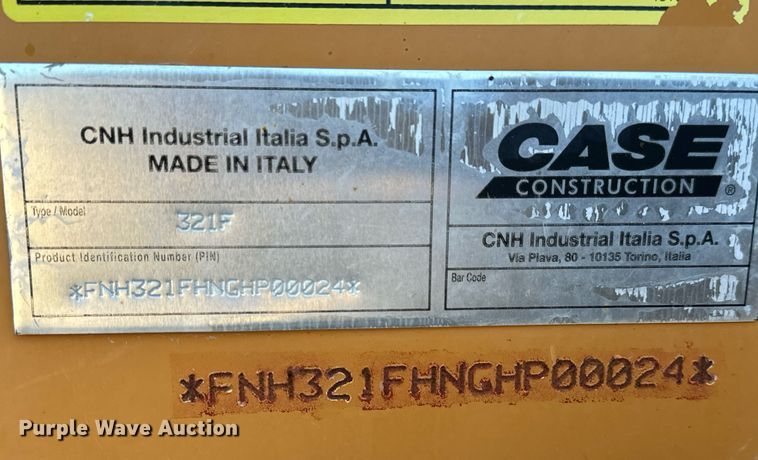 CNH Industrial Italia S.p.A.
MADE IN ITALY
Type / Model
321F
Product Identification Number (PIN)
*FNH321FHNGHP00024*
CASE
CONSTRUCTION®
CNH Industrial Italia S.p.A.
Via Plava, 80 - 10135 Torino, Italia
Bar Code
*FNH321FHNGHP00024*
Purple Wave Auction